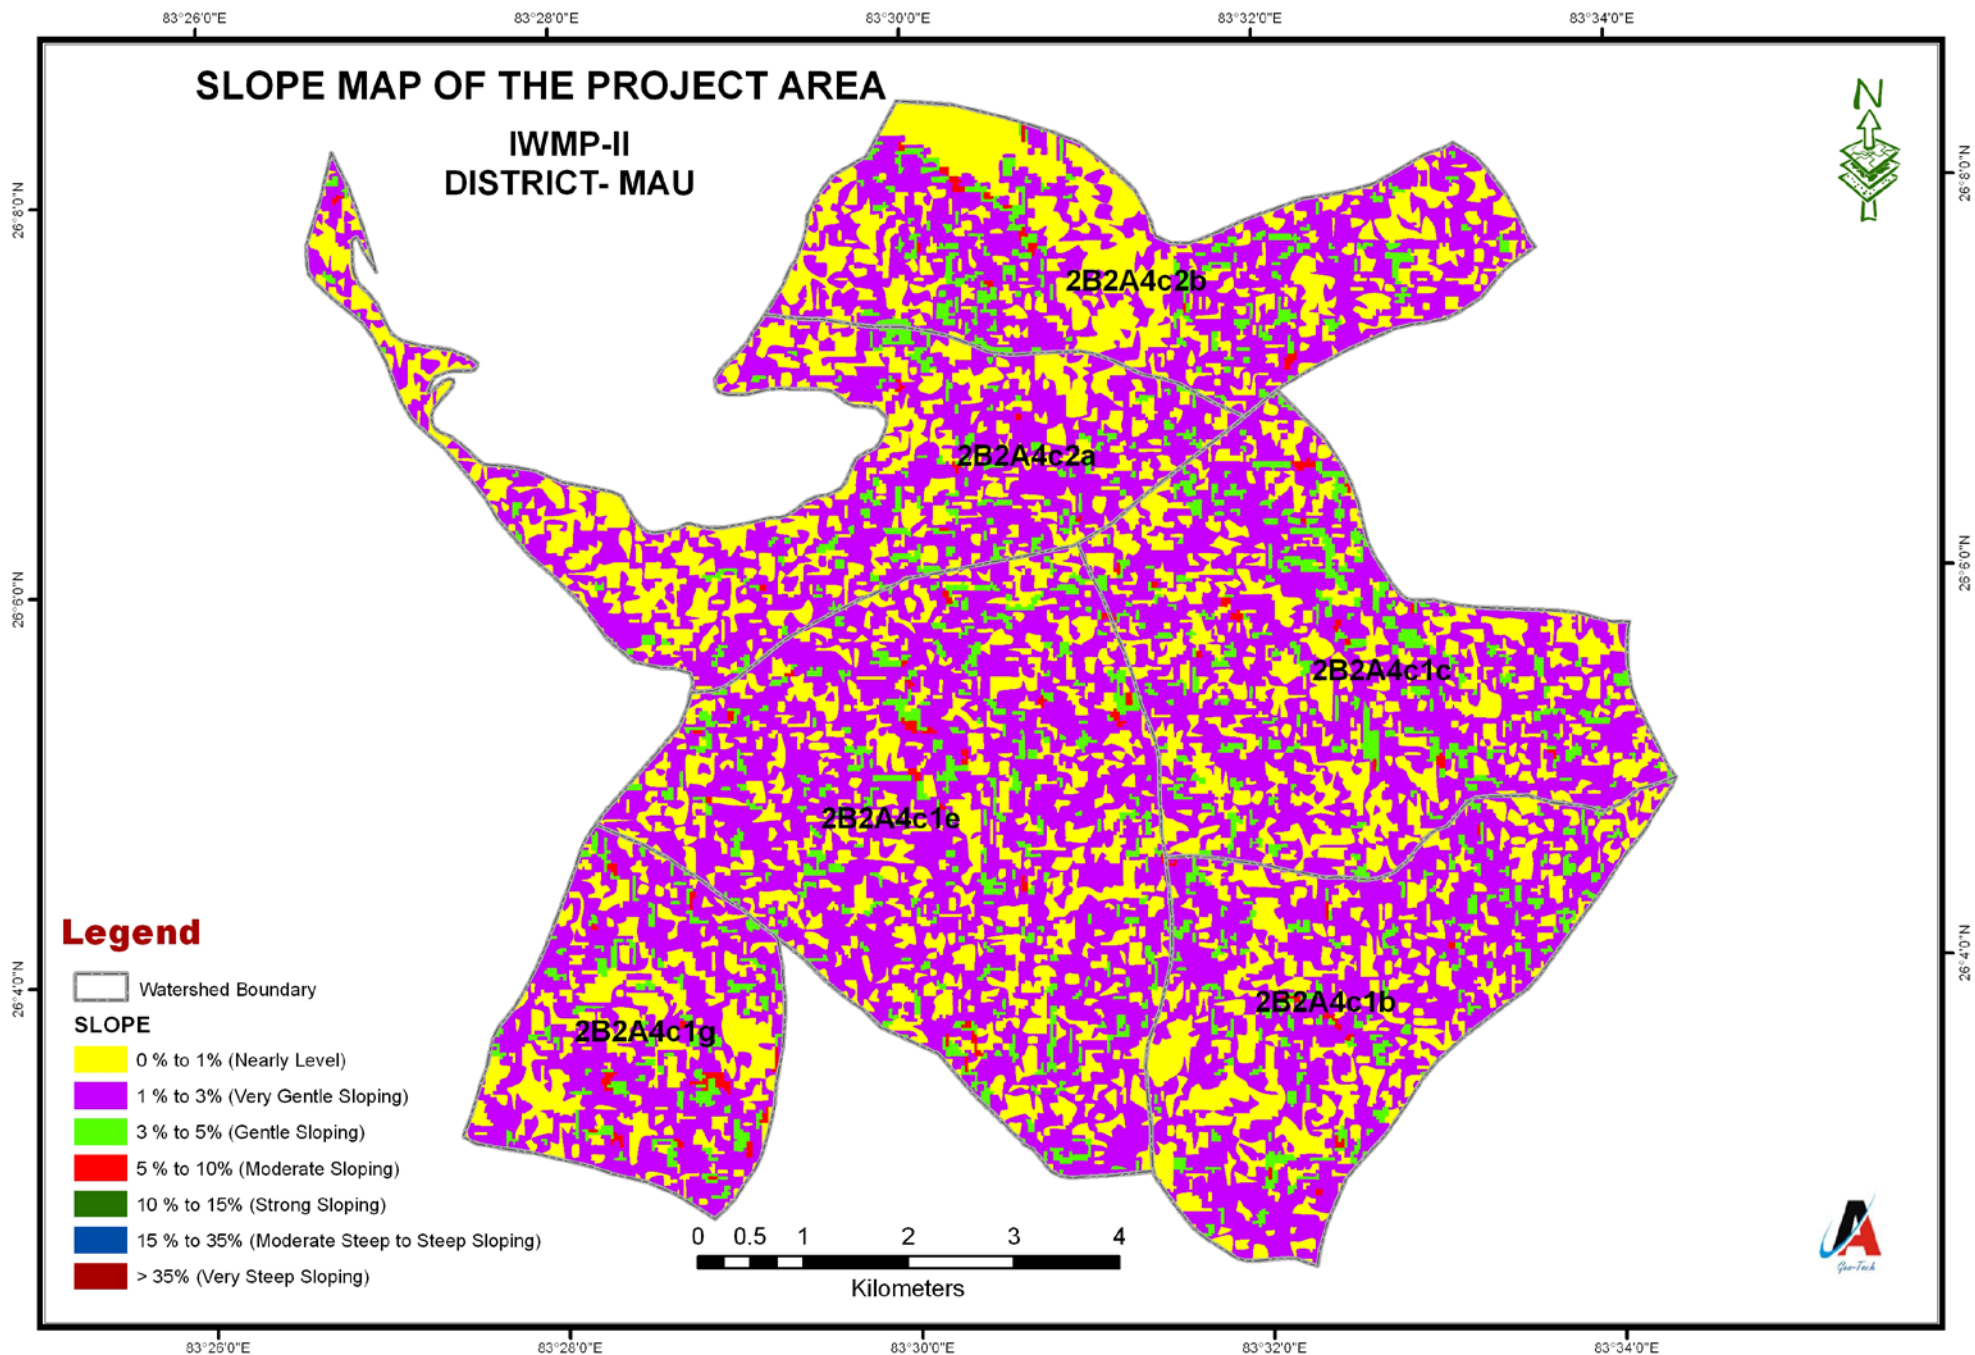 83°26'0"E 83°28'0"E 83°30'0"E 83°32'0"E 83°34'0"E
SLOPE MAP OF THE PROJECT AREA
IWMP-II
DISTRICT- MAU
N
26°8'0"N
26°8'0"N
2B2A4c2b
2B2A4c2a
26°6'0"N
26°6'0"N
2B2A4c1c
2B2A4c1e
2B2A4c1b
2B2A4c1g
26°4'0"N
26°4'0"N
Legend
Watershed Boundary
SLOPE
0 % to 1% (Nearly Level)
1 % to 3% (Very Gentle Sloping)
3 % to 5% (Gentle Sloping)
5 % to 10% (Moderate Sloping)
10 % to 15% (Strong Sloping)
15 % to 35% (Moderate Steep to Steep Sloping)
> 35% (Very Steep Sloping)
0 0.5 1 2 3 4
Kilometers
A
Geo-Tech
83°26'0"E 83°28'0"E 83°30'0"E 83°32'0"E 83°34'0"E